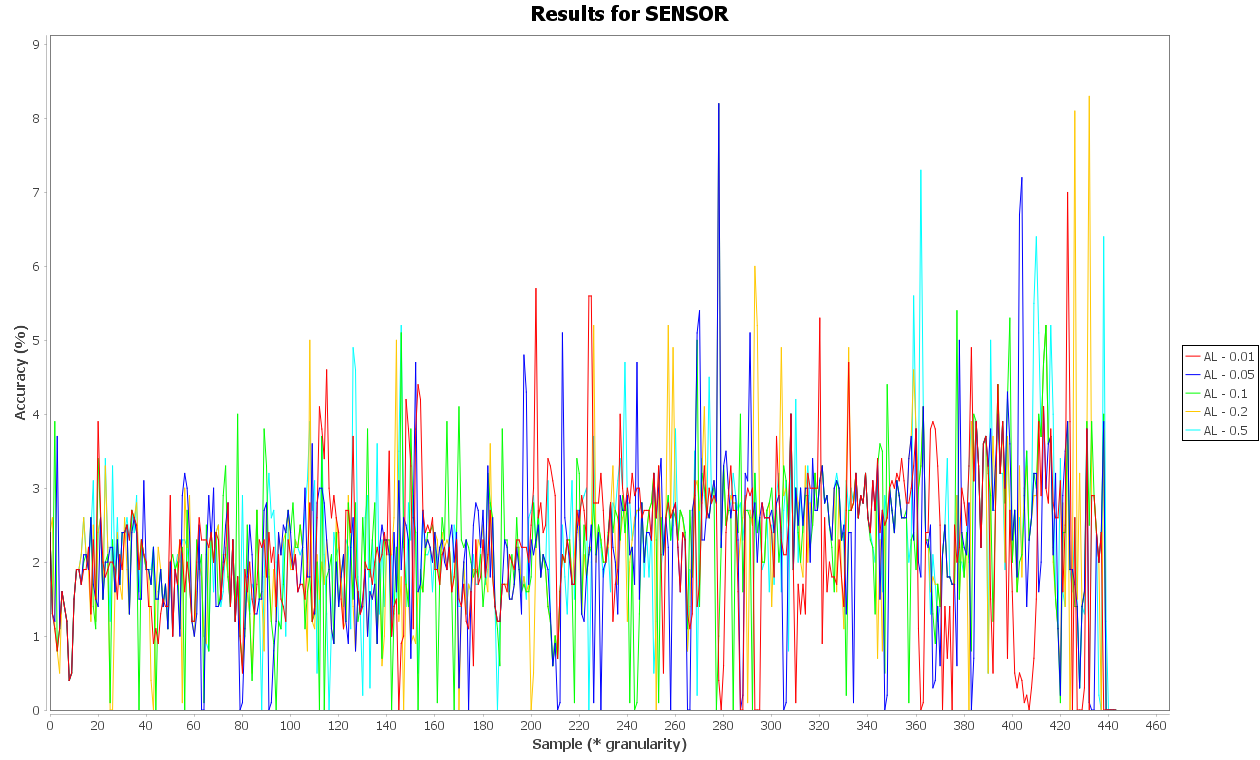 Results for SENSOR
Accuracy (%)
9
8
7
6
5
4
3
2
1
0
0 20 40 60 80 100 120 140 160 180 200 220 240 260 280 300 320 340 360 380 400 420 440 460
Sample (* granularity)
AL - 0.01
AL - 0.05
AL - 0.1
AL - 0.2
AL - 0.5